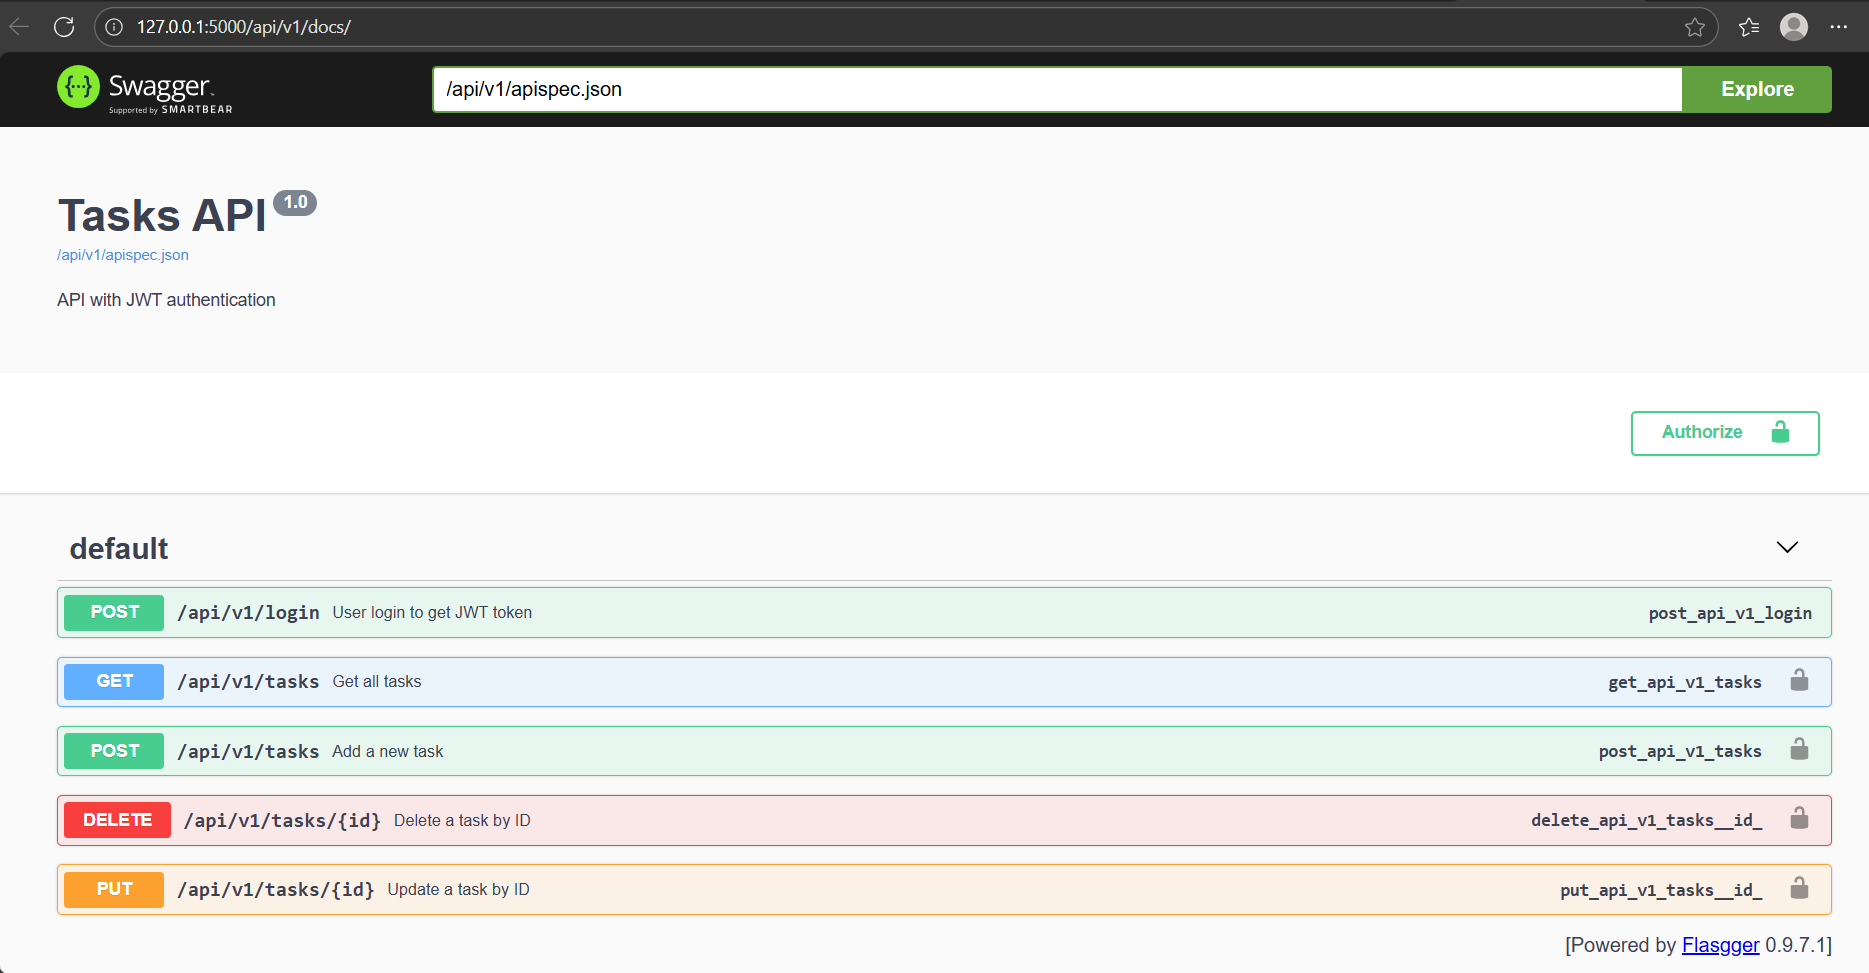 127.0.0.1:5000/api/v1/docs/
{···} Swagger™
Supported by SMARTBEAR
/api/v1/apispec.json
Explore
Tasks API 1.0
/api/v1/apispec.json
API with JWT authentication
Authorize
default
POST /api/v1/login User login to get JWT token post_api_v1_login
GET /api/v1/tasks Get all tasks get_api_v1_tasks
POST /api/v1/tasks Add a new task post_api_v1_tasks
DELETE /api/v1/tasks/{id} Delete a task by ID delete_api_v1_tasks__id_
PUT /api/v1/tasks/{id} Update a task by ID put_api_v1_tasks__id_
[Powered by Flasgger 0.9.7.1]